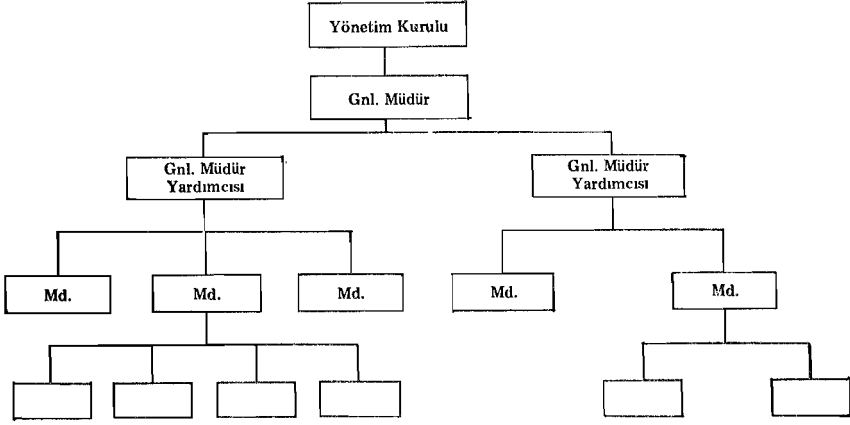 Yönetim Kurulu
Gnl. Müdür
Gnl. Müdür
Yardımcısı
Gnl. Müdür
Yardımcısı
Md.
Md.
Md.
Md.
Md.